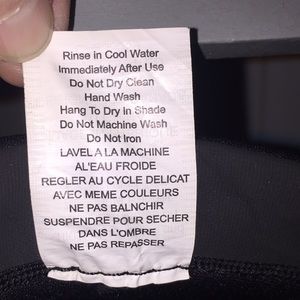 Rinse in Cool Water
Immediately After Use
Do Not Dry Clean
Hand Wash
Hang To Dry in Shade
Do Not Machine Wash
Do Not Iron
LAVEL A LA MACHINE
AL'EAU FROIDE
REGLER AU CYCLE DELICAT
AVEC MEME COULEURS
NE PAS BALNCHIR
SUSPENDRE POUR SECHER
DANS L'OMBRE
NE PAS REPASSER